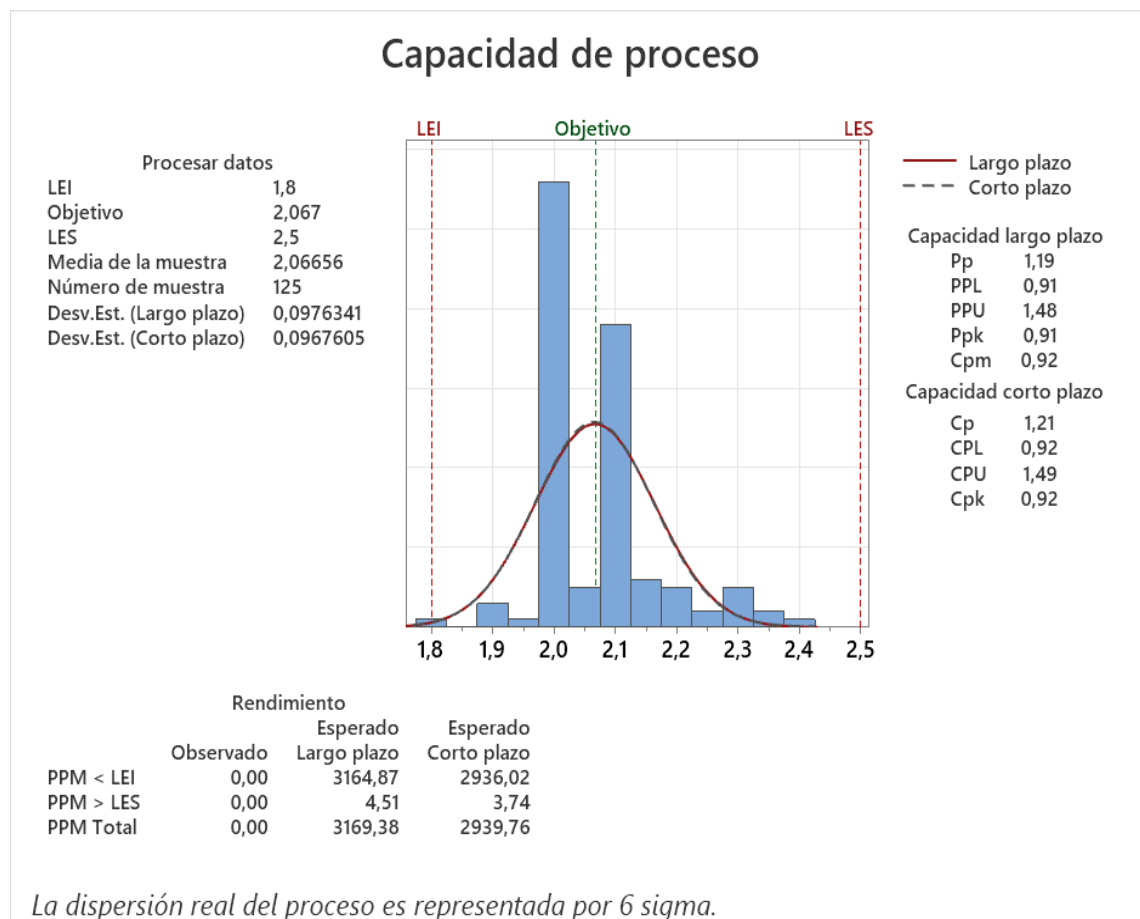 Capacidad de proceso
LEI Objetivo LES
Procesar datos
LEI 1,8
Objetivo 2,067
LES 2,5
Media de la muestra 2,06656
Número de muestra 125
Desv.Est. (Largo plazo) 0,0976341
Desv.Est. (Corto plazo) 0,0967605
Largo plazo
Corto plazo
Capacidad largo plazo
Pp 1,19
PPL 0,91
PPU 1,48
Ppk 0,91
Cpm 0,92
Capacidad corto plazo
Cp 1,21
CPL 0,92
CPU 1,49
Cpk 0,92
1,8 1,9 2,0 2,1 2,2 2,3 2,4 2,5
Rendimiento
Esperado Esperado
Observado Largo plazo Corto plazo
PPM < LEI 0,00 3164,87 2936,02
PPM > LES 0,00 4,51 3,74
PPM Total 0,00 3169,38 2939,76
La dispersión real del proceso es representada por 6 sigma.